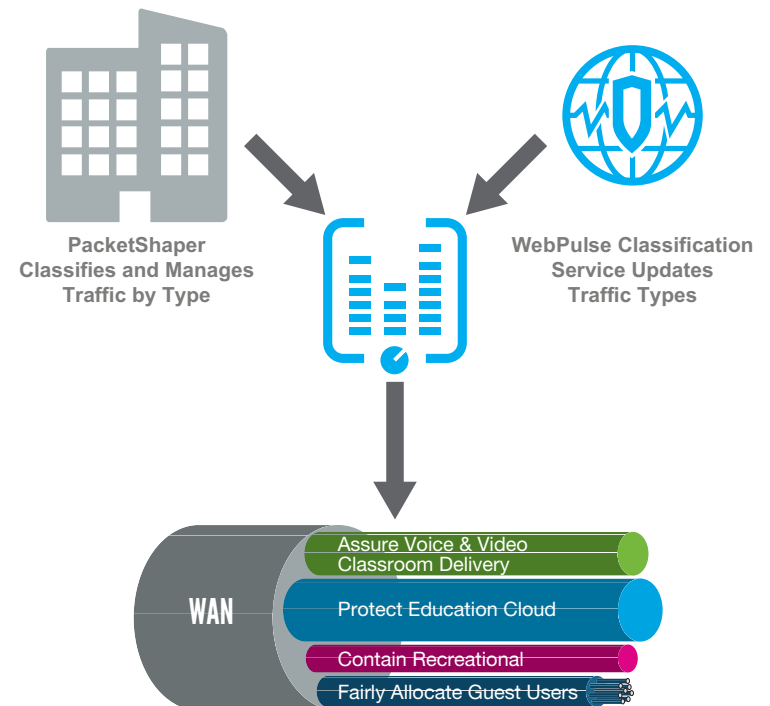 PacketShaper
Classifies and Manages
Traffic by Type
WebPulse Classification
Service Updates
Traffic Types
WAN
Assure Voice & Video
Classroom Delivery
Protect Education Cloud
Contain Recreational
Fairly Allocate Guest Users